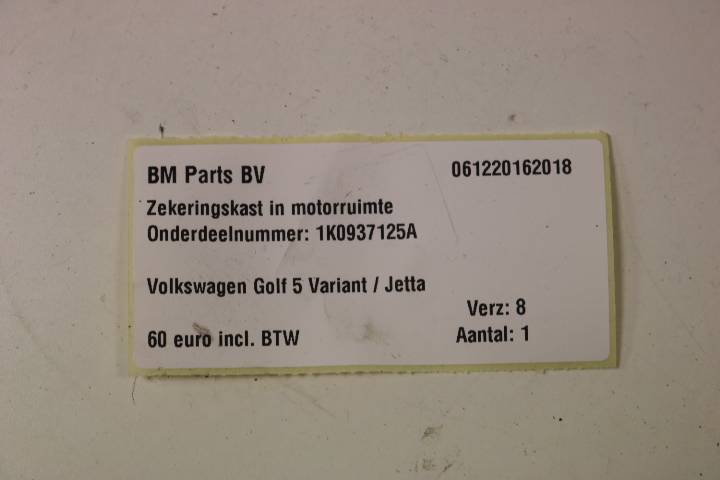 BM Parts BV 061220162018
Zekeringskast in motorruimte
Onderdeelnummer: 1K0937125A
Volkswagen Golf 5 Variant / Jetta
Verz: 8
60 euro incl. BTW Aantal: 1